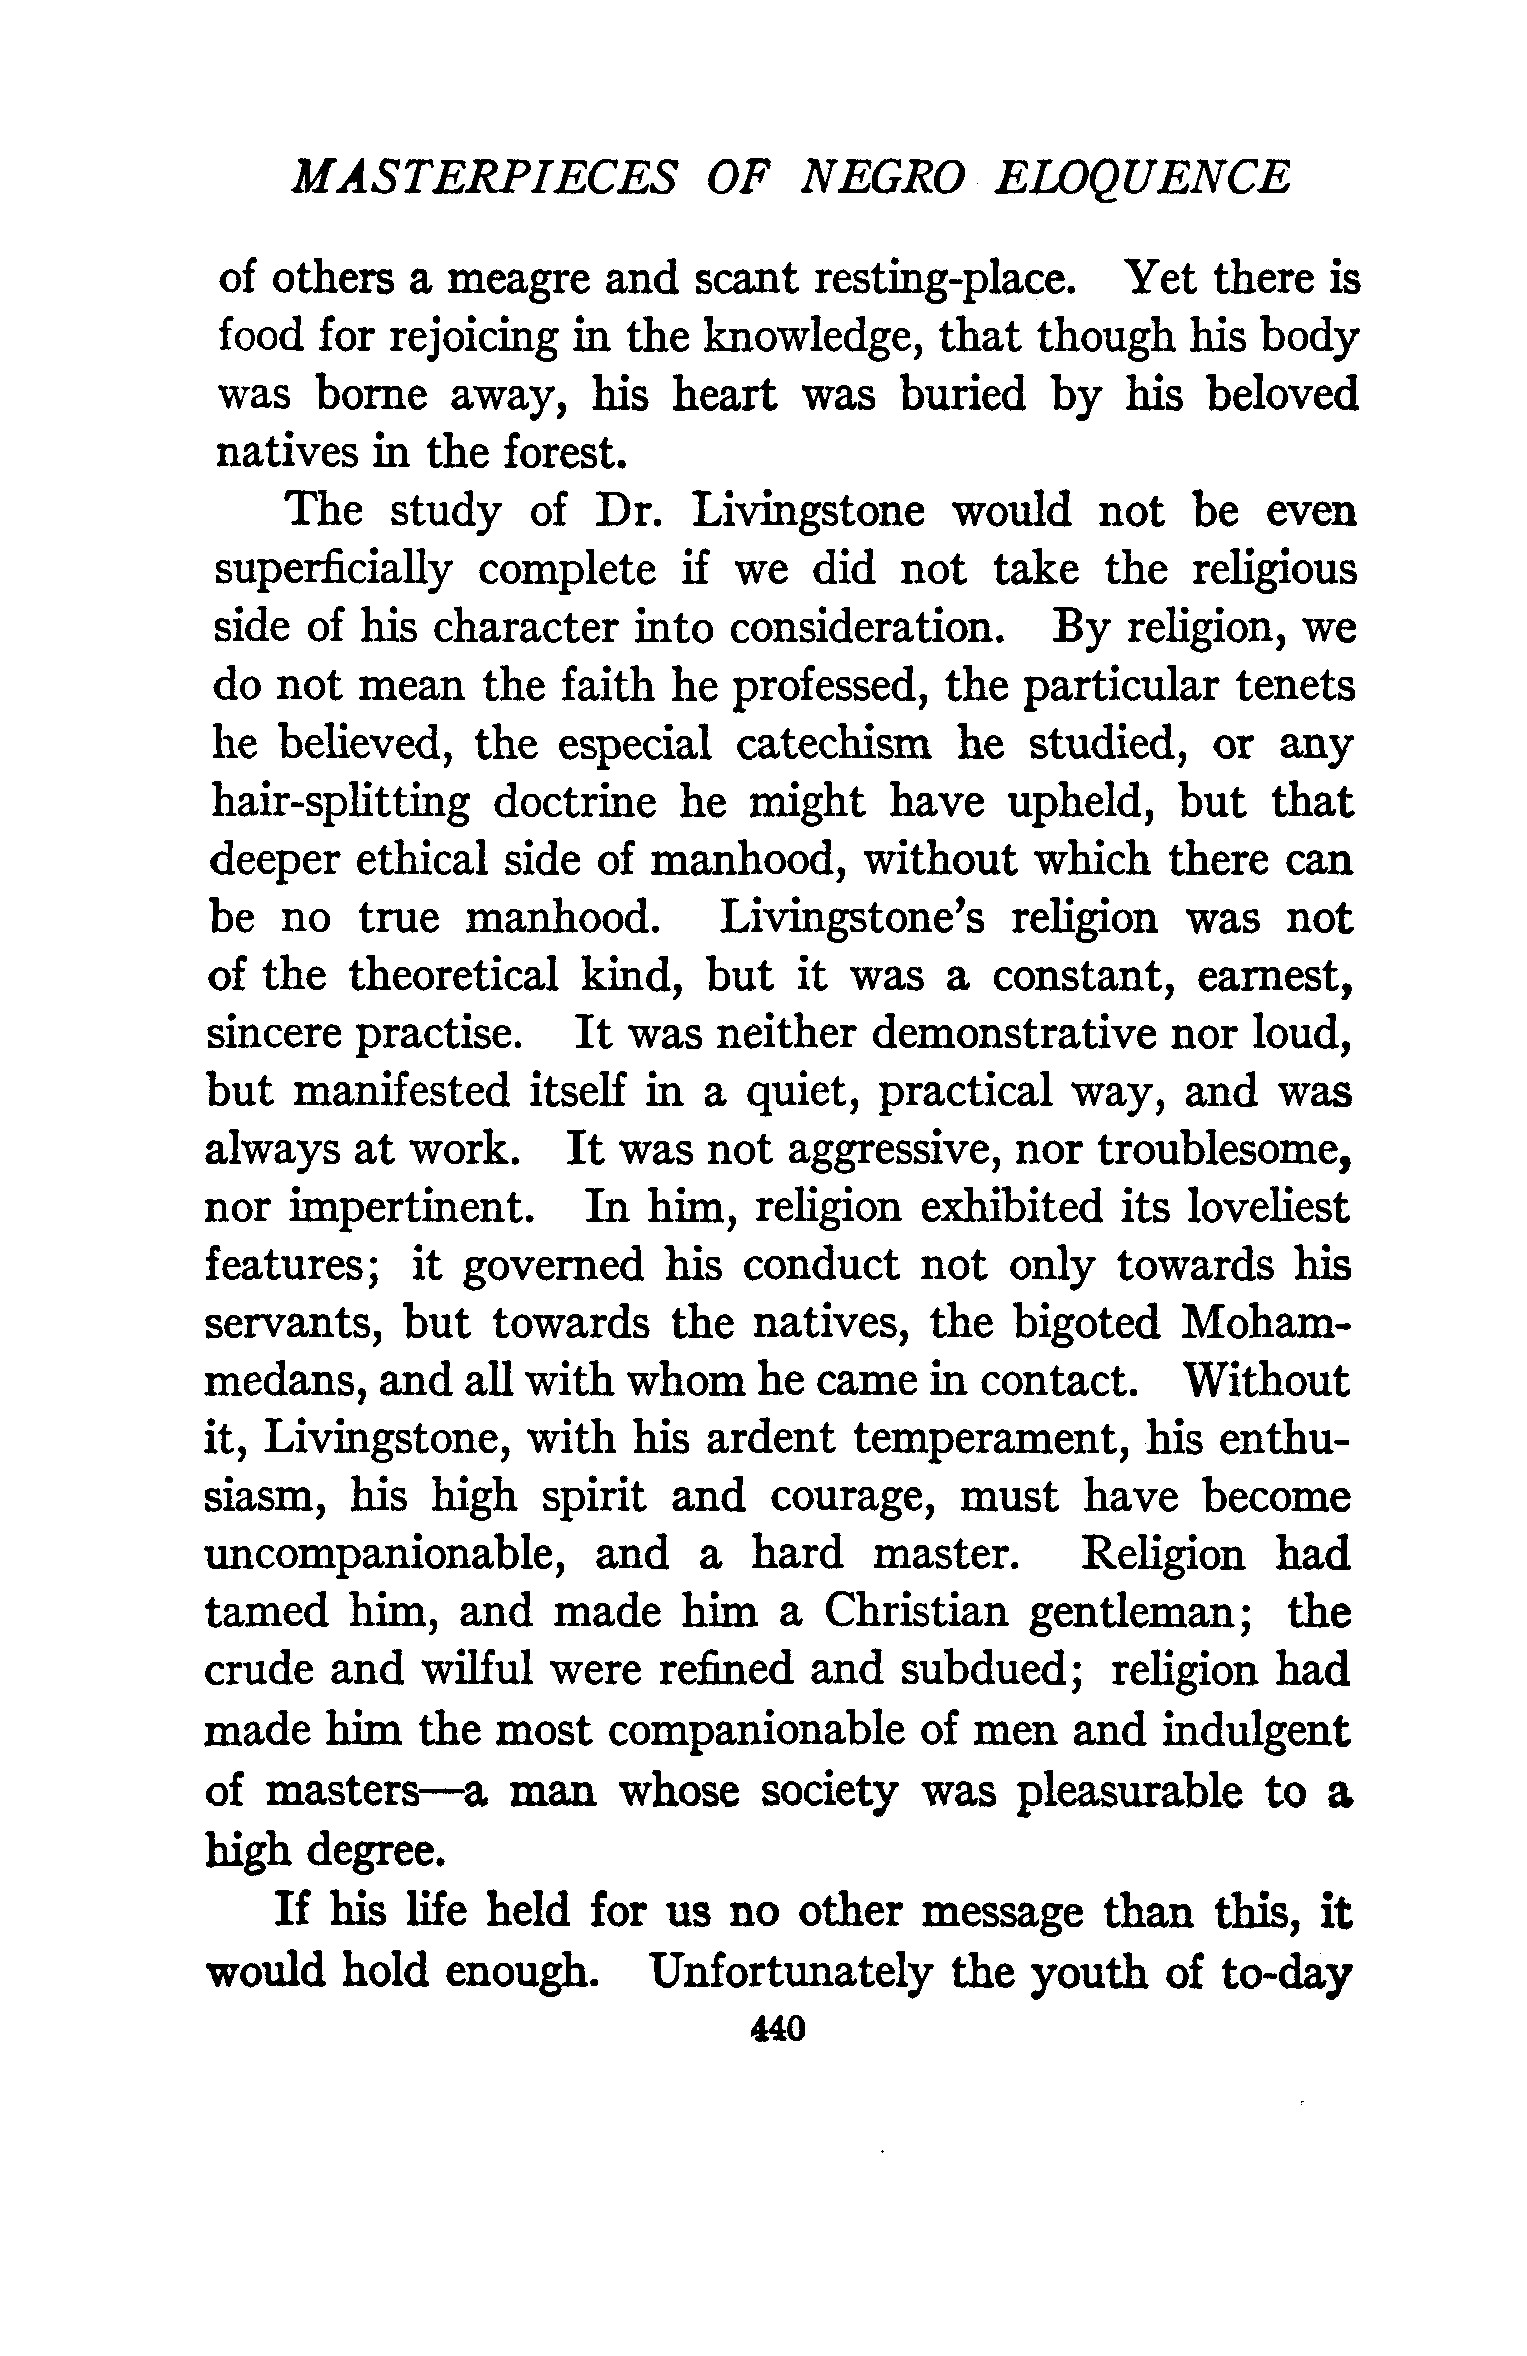 MASTERPIECES OF NEGRO ELOQUENCE
of others a meagre and scant resting-place. Yet there is
food for rejoicing in the knowledge, that though his body
was borne away, his heart was buried by his beloved
natives in the forest.
The study of Dr. Livingstone would not be even
superficially complete if we did not take the religious
side of his character into consideration. By religion, we
do not mean the faith he professed, the particular tenets
he believed, the especial catechism he studied, or any
hair-splitting doctrine he might have upheld, but that
deeper ethical side of manhood, without which there can
be no true manhood. Livingstone's religion was not
of the theoretical kind, but it was a constant, earnest,
sincere practise. It was neither demonstrative nor loud,
but manifested itself in a quiet, practical way, and was
always at work. It was not aggressive, nor troublesome,
nor impertinent. In him, religion exhibited its loveliest
features; it governed his conduct not only towards his
servants, but towards the natives, the bigoted Moham-
medans, and all with whom he came in contact. Without
it, Livingstone, with his ardent temperament, his enthu-
siasm, his high spirit and courage, must have become
uncompanionable, and a hard master. Religion had
tamed him, and made him a Christian gentleman; the
crude and wilful were refined and subdued; religion had
made him the most companionable of men and indulgent
of masters—a man whose society was pleasurable to a
high degree.
If his life held for us no other message than this, it
would hold enough. Unfortunately the youth of to-day
440